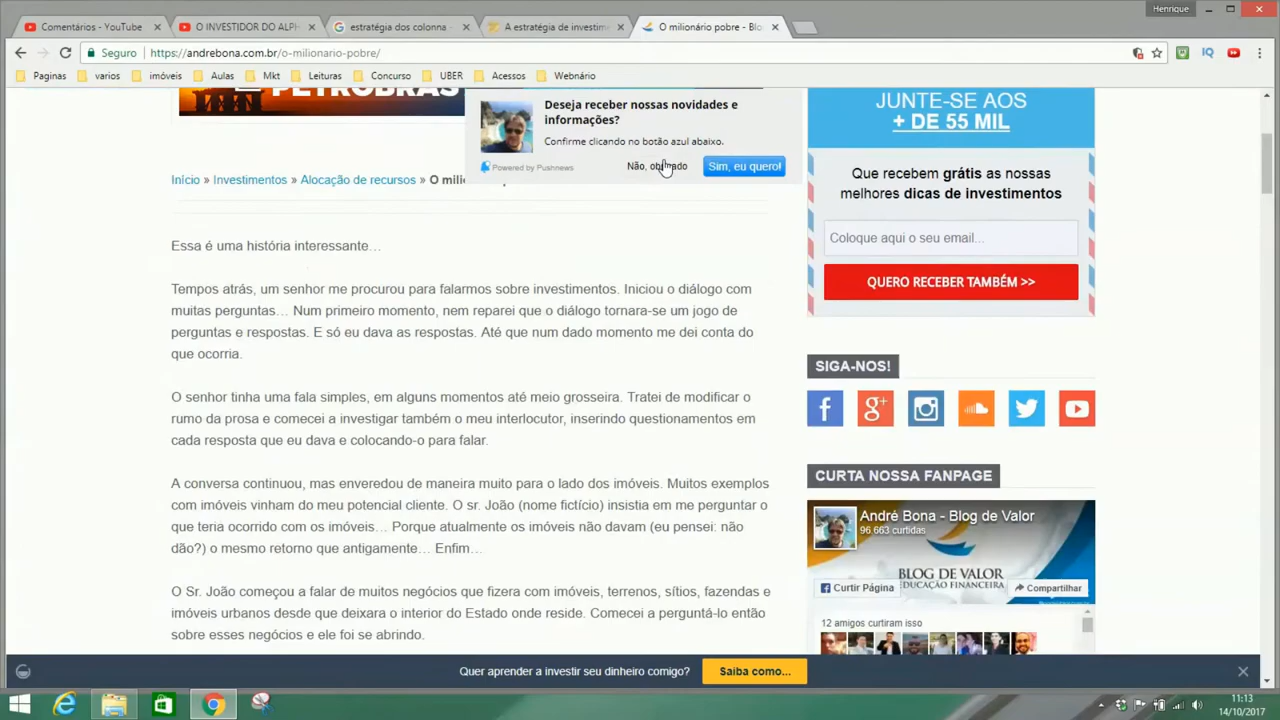 Henrique
Comentários - YouTube
O INVESTIDOR DO ALPH
estratégia dos colonna -
A estratégia de investime
O milionário pobre - Blo
Seguro
https://andrebona.com.br/o-milionario-pobre/
Paginas
varios
imóveis
Aulas
Mkt
Leituras
Concurso
UBER
Acessos
Webnário
PETROBRAS
Deseja receber nossas novidades e
informações?
Confirme clicando no botão azul abaixo.
Powered by Pushnews
Não, ob ado
Sim, eu quero!
Início » Investimentos » Alocação de recursos » O mili
Essa é uma história interessante…
Tempos atrás, um senhor me procurou para falarmos sobre investimentos. Iniciou o diálogo com
muitas perguntas… Num primeiro momento, nem reparei que o diálogo tornara-se um jogo de
perguntas e respostas. E só eu dava as respostas. Até que num dado momento me dei conta do
que ocorria.
O senhor tinha uma fala simples, em alguns momentos até meio grosseira. Tratei de modificar o
rumo da prosa e comecei a investigar também o meu interlocutor, inserindo questionamentos em
cada resposta que eu dava e colocando-o para falar.
A conversa continuou, mas enveredou de maneira muito para o lado dos imóveis. Muitos exemplos
com imóveis vinham do meu potencial cliente. O sr. João (nome fictício) insistia em me perguntar o
que teria ocorrido com os imóveis… Porque atualmente os imóveis não davam (eu pensei: não
dão?) o mesmo retorno que antigamente… Enfim…
O Sr. João começou a falar de muitos negócios que fizera com imóveis, terrenos, sítios, fazendas e
imóveis urbanos desde que deixara o interior do Estado onde reside. Comecei a perguntá-lo então
sobre esses negócios e ele foi se abrindo.
JUNTE-SE AOS
+ DE 55 MIL
Que recebem grátis as nossas
melhores dicas de investimentos
Coloque aqui o seu email...
QUERO RECEBER TAMBÉM >>
SIGA-NOS!
CURTA NOSSA FANPAGE
André Bona - Blog de Valor
96 663 curtidas
BLOG DE VALOR
DUCAÇÃO FINANCEIRA
Curtir Página
Compartilhar
12 amigos curtiram isso
Quer aprender a investir seu dinheiro comigo?
Saiba como...
11:13
14/10/2017